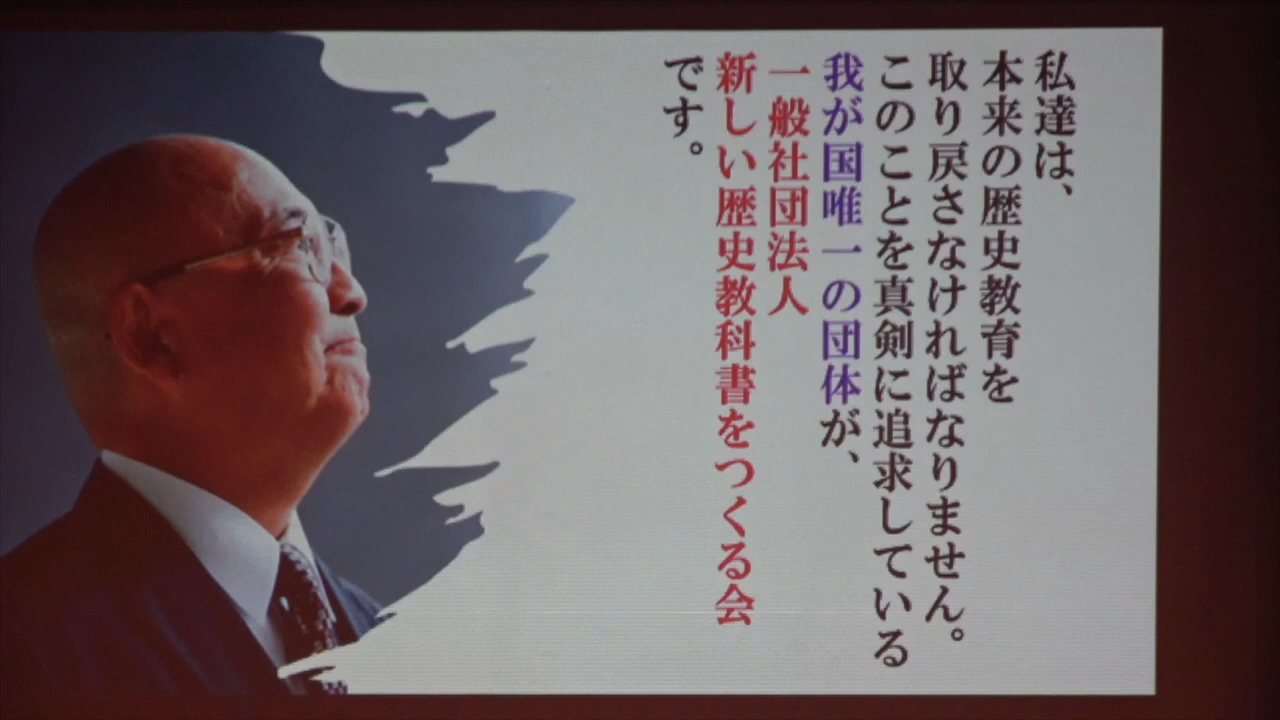 私達は、
本来の歴史教育を
取り戻さなければなりません。
このことを真剣に追求している
我が国唯一の団体が、
一般社団法人
新しい歴史教科書をつくる会
です。